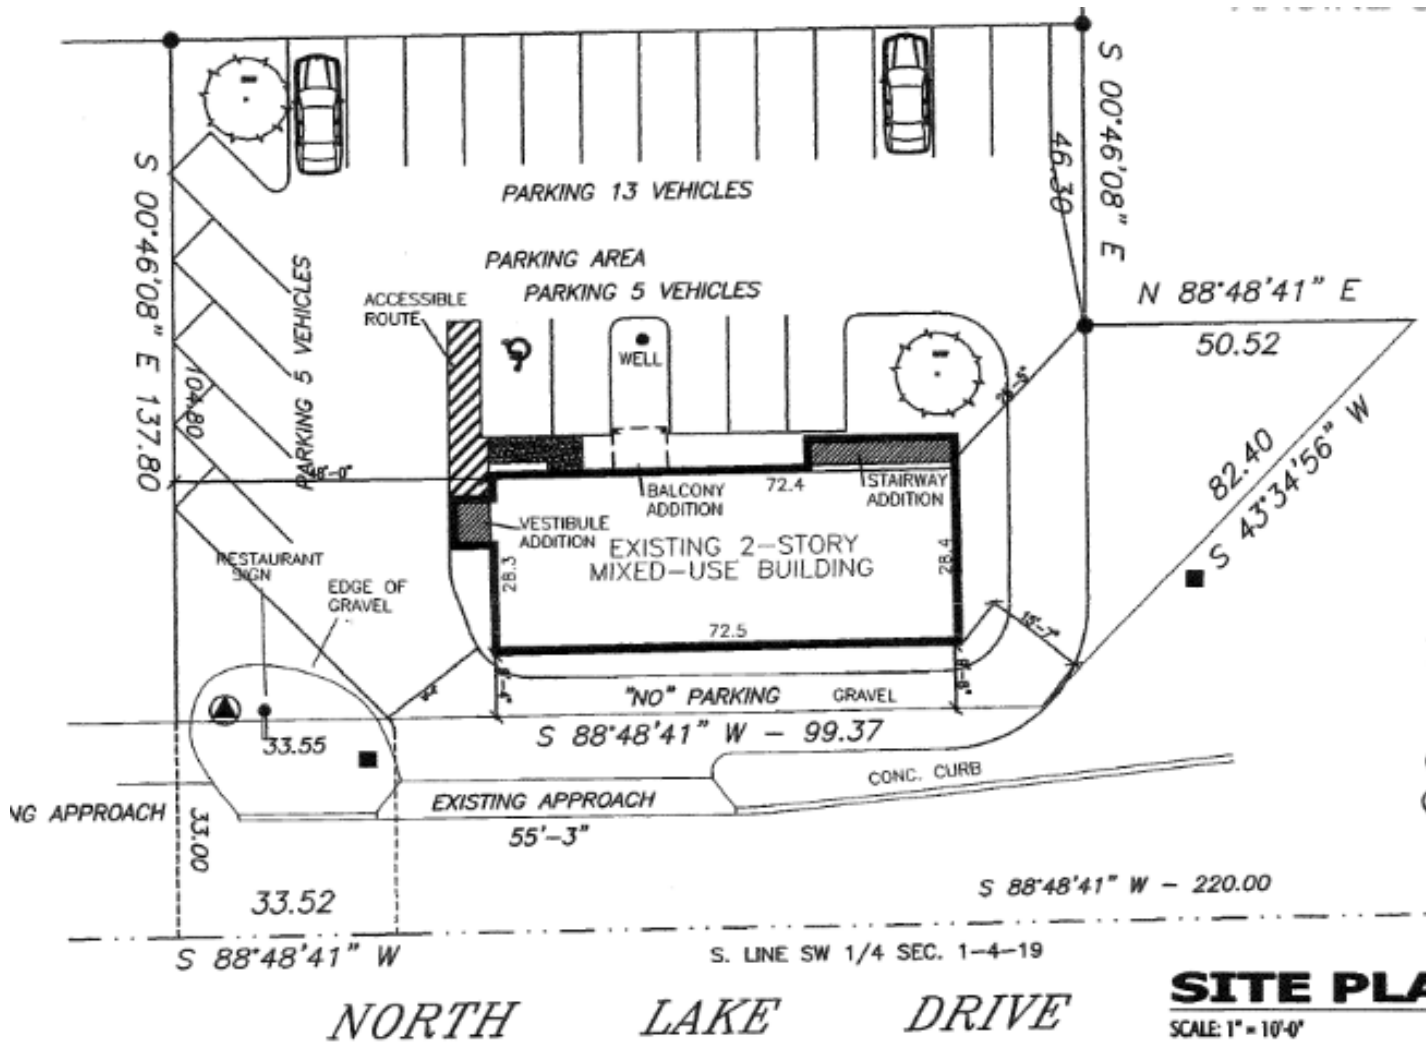 S 00°46'08" E
46.30
PARKING 13 VEHICLES
S 00°46'08" E 137.80
PARKING AREA
PARKING 5 VEHICLES
PARKING 5 VEHICLES
ACCESSIBLE
ROUTE
N 88°48'41" E
50.52
WELL
104.80
48'-0"
82.40
S 43°34'56" W
BALCONY
ADDITION
72.4
STAIRWAY
ADDITION
VESTIBULE
ADDITION
EXISTING 2-STORY
MIXED-USE BUILDING
28.3
28.4
RESTAURANT
SIGN
EDGE OF
GRAVEL
72.5
15'-7"
"NO" PARKING
GRAVEL
S 88°48'41" W - 99.37
33.55
CONC. CURB
NG APPROACH
EXISTING APPROACH
33.00
55'-3"
33.52
S 88°48'41" W - 220.00
S 88°48'41" W
S. LINE SW 1/4 SEC. 1-4-19
NORTH LAKE DRIVE
SITE PLA
SCALE: 1" = 10'-0"